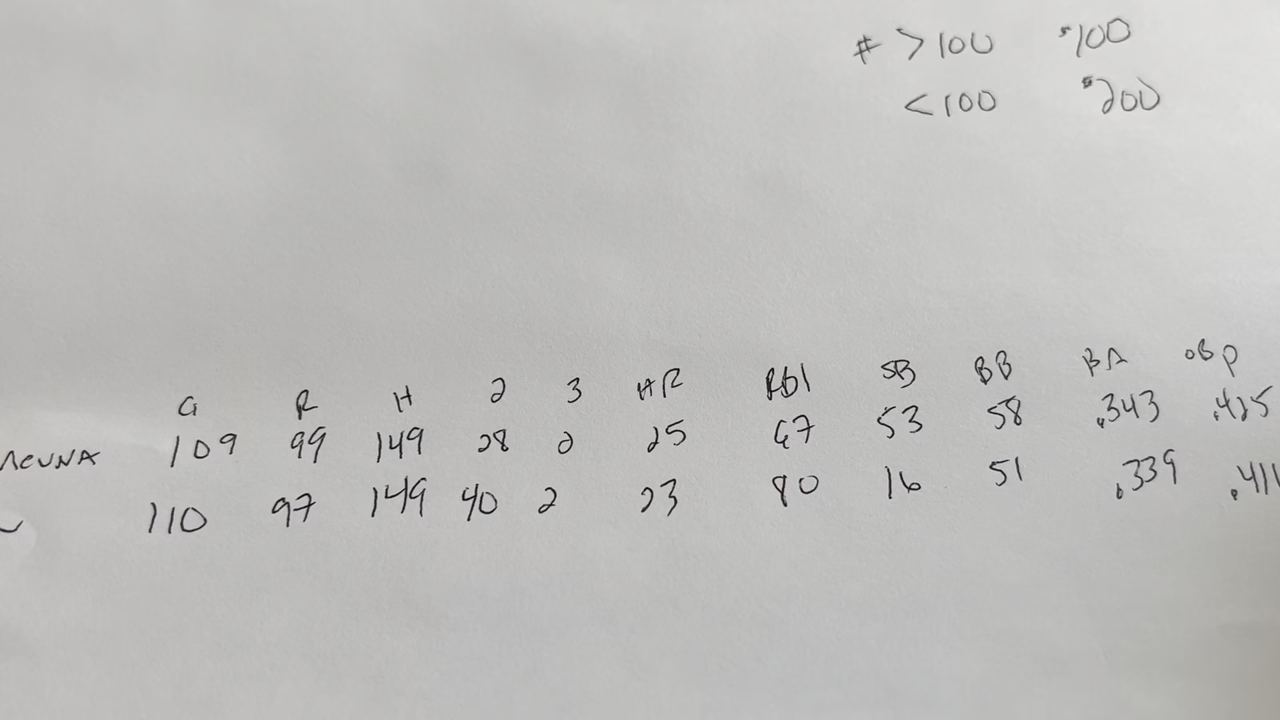 # >100 $100
<100 $200
G R H 2 3 HR RbI SB BB BA OBP
ACUNA 109 99 149 28 2 25 67 53 58 .343 .425
110 97 149 40 2 23 80 16 51 .339 .411